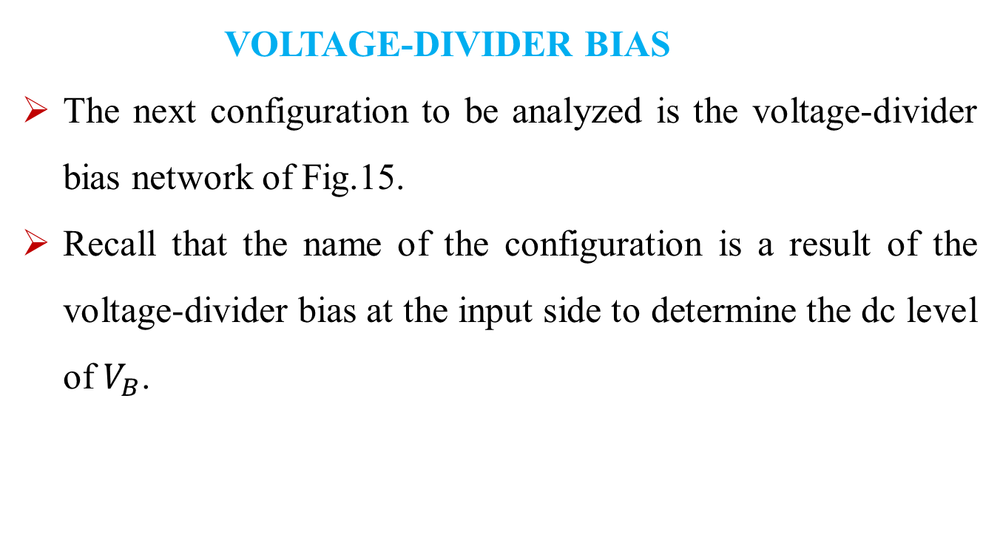 VOLTAGE-DIVIDER BIAS
➢ The next configuration to be analyzed is the voltage-divider
bias network of Fig.15.
➢ Recall that the name of the configuration is a result of the
voltage-divider bias at the input side to determine the dc level
of V_B.